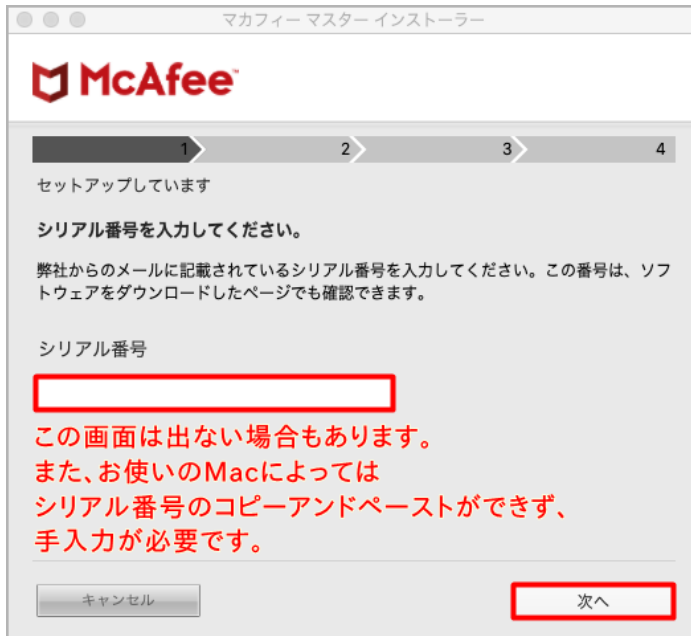 マカフィー マスター インストーラー
McAfee™
1
2
3
4
セットアップしています
シリアル番号を入力してください。
弊社からのメールに記載されているシリアル番号を入力してください。この番号は、ソフ
トウェアをダウンロードしたページでも確認できます。
シリアル番号
この画面は出ない場合もあります。
また、お使いのMacによっては
シリアル番号のコピーアンドペーストができず、
手入力が必要です。
キャンセル
次へ